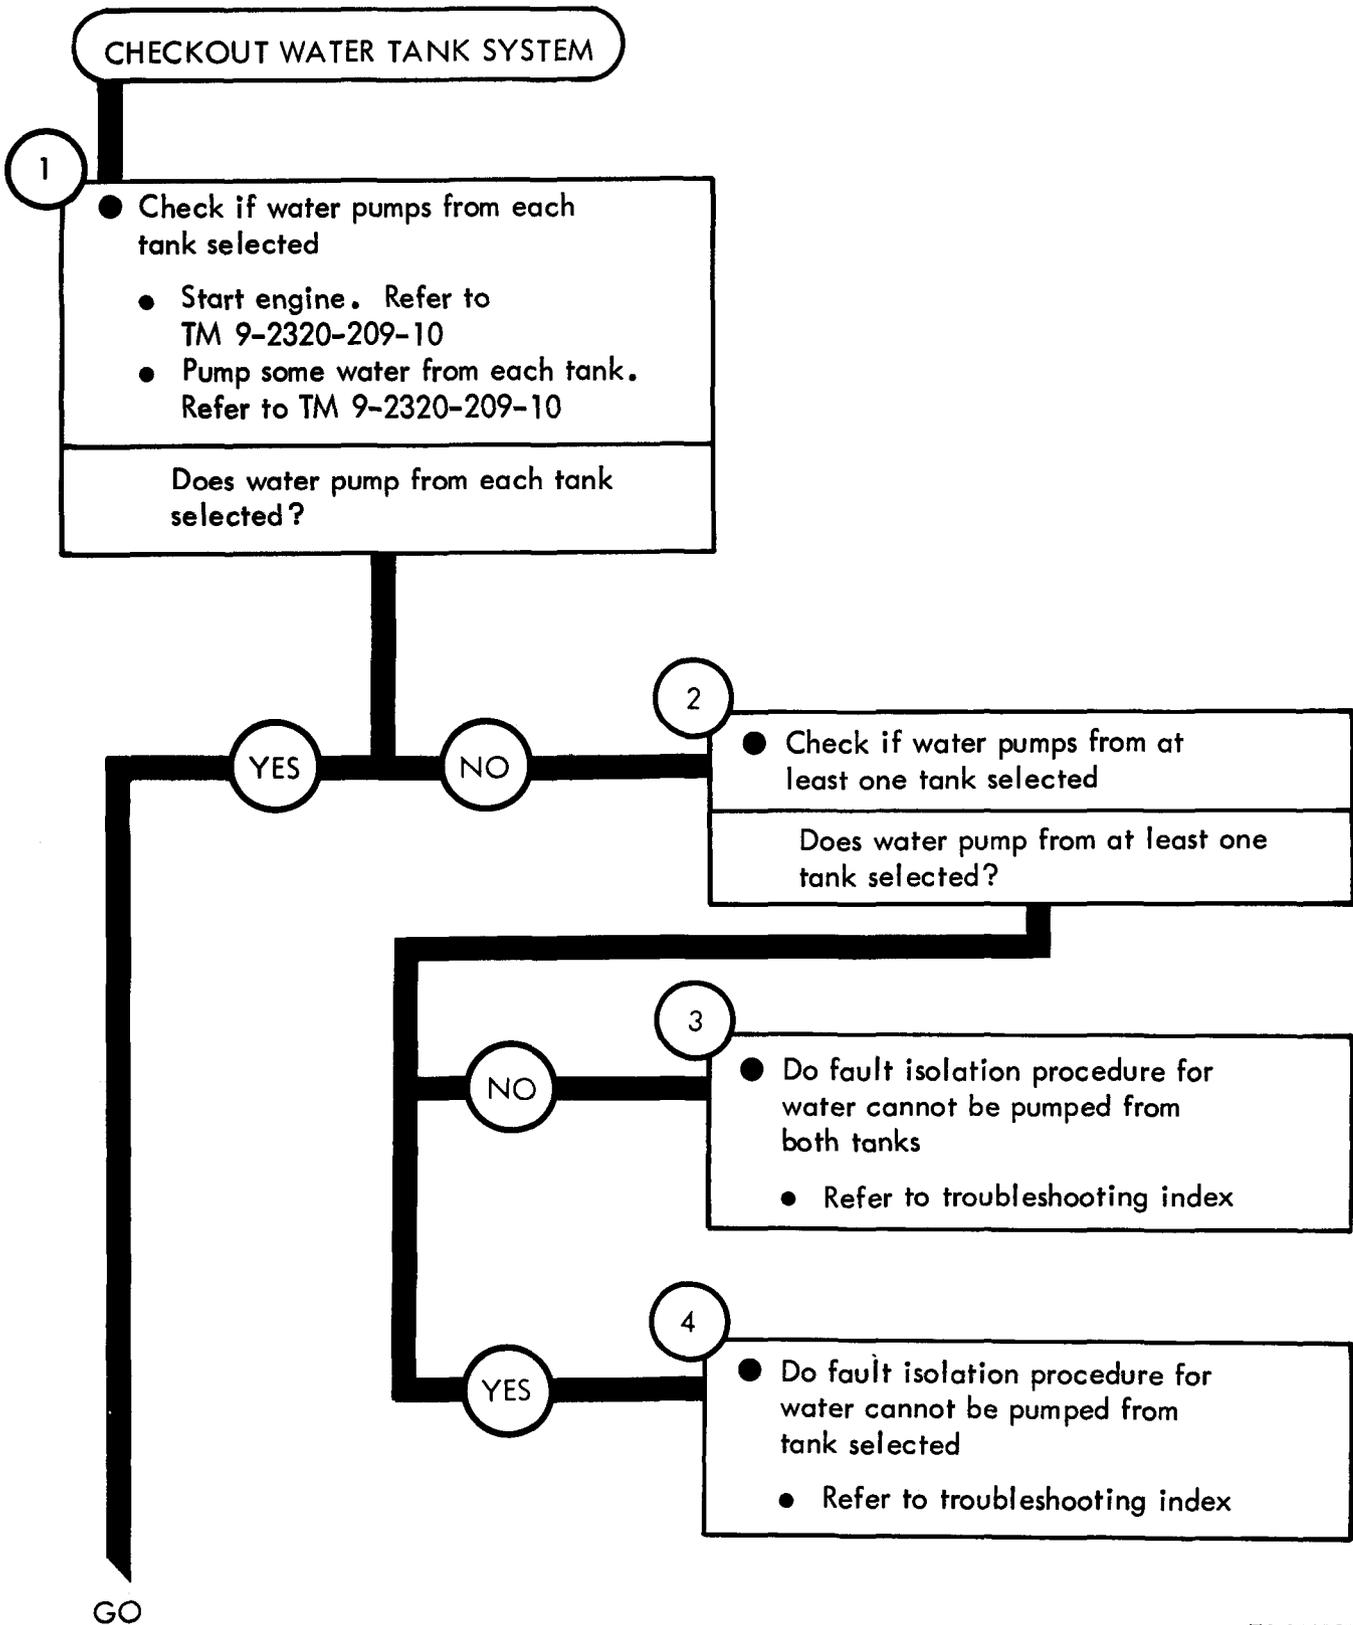 CHECKOUT WATER TANK SYSTEM
1
● Check if water pumps from each
tank selected
● Start engine. Refer to
TM 9-2320-209-10
● Pump some water from each tank.
Refer to TM 9-2320-209-10
Does water pump from each tank
selected?
YES
NO
2
● Check if water pumps from at
least one tank selected
Does water pump from at least one
tank selected?
NO
3
● Do fault isolation procedure for
water cannot be pumped from
both tanks
● Refer to troubleshooting index
YES
4
● Do fault isolation procedure for
water cannot be pumped from
tank selected
● Refer to troubleshooting index
GO